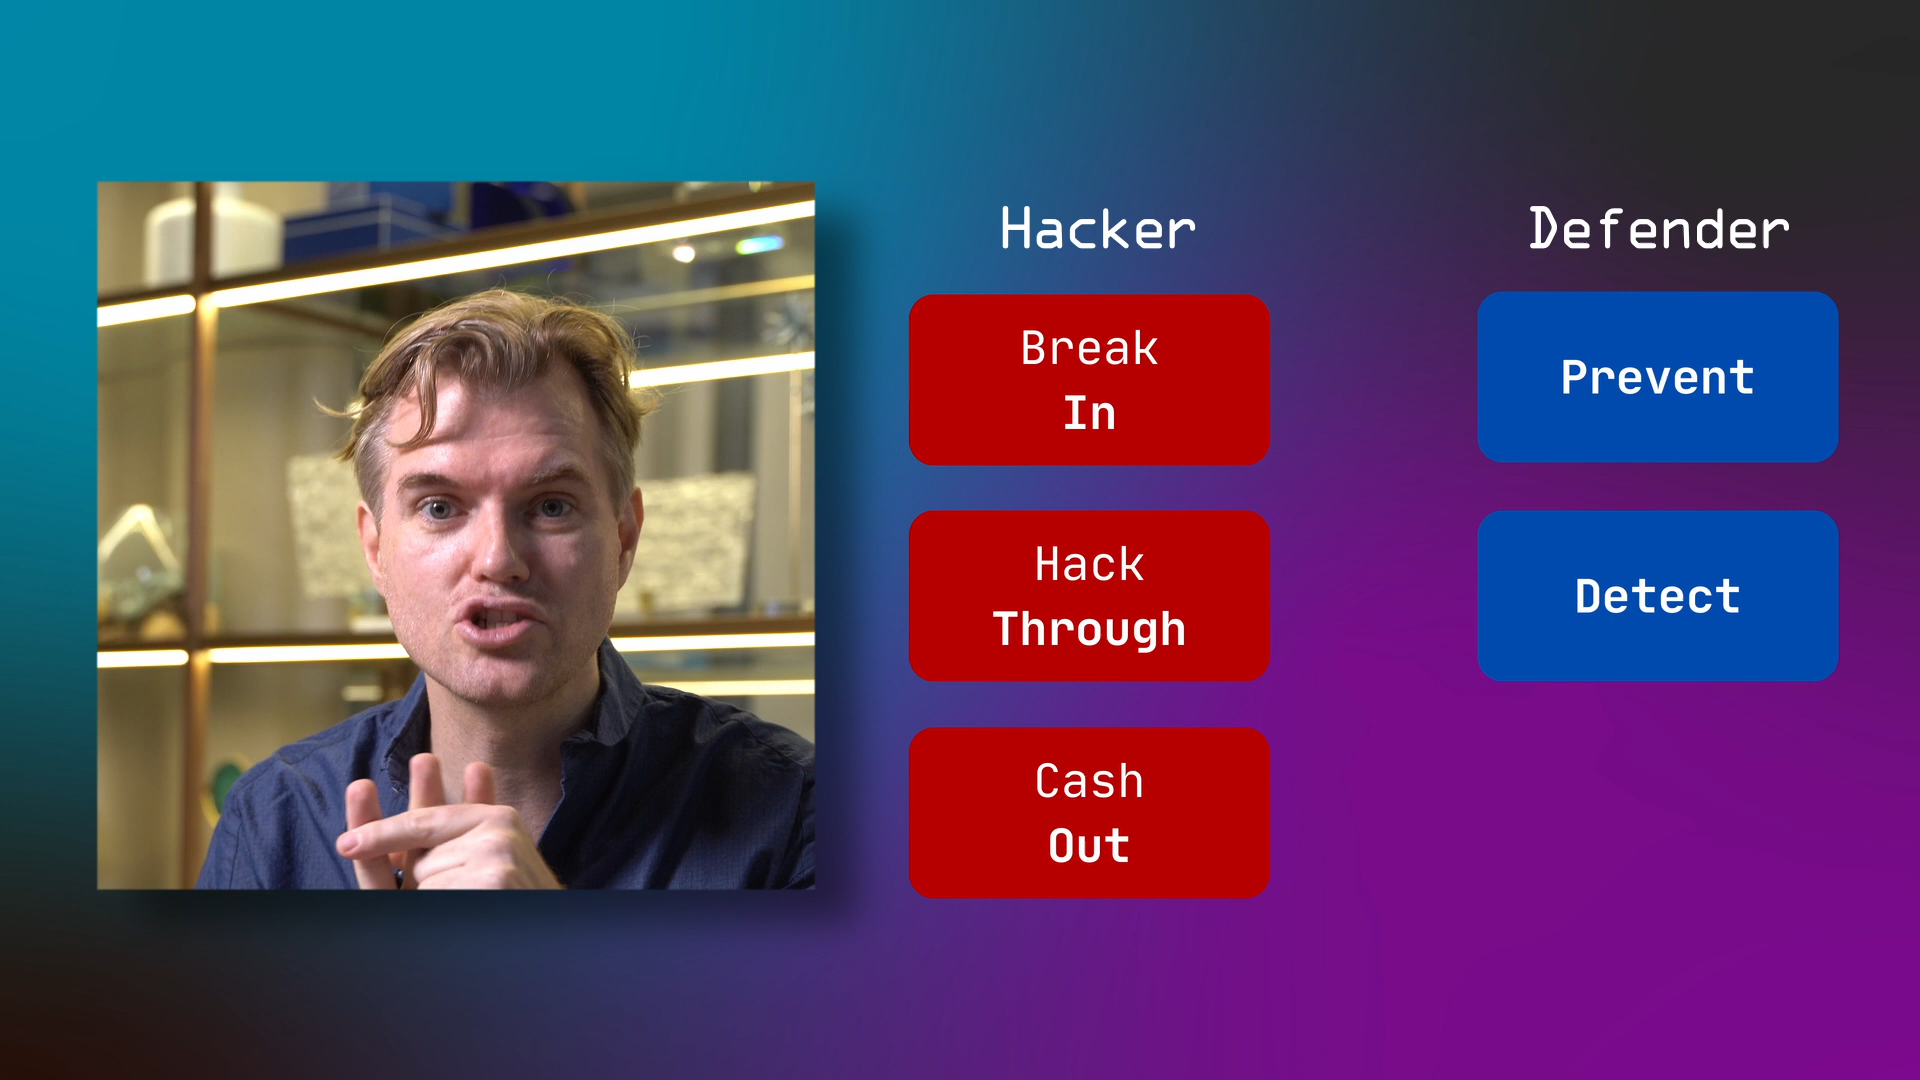 Hacker
Break
In
Hack
Through
Cash
Out
Defender
Prevent
Detect